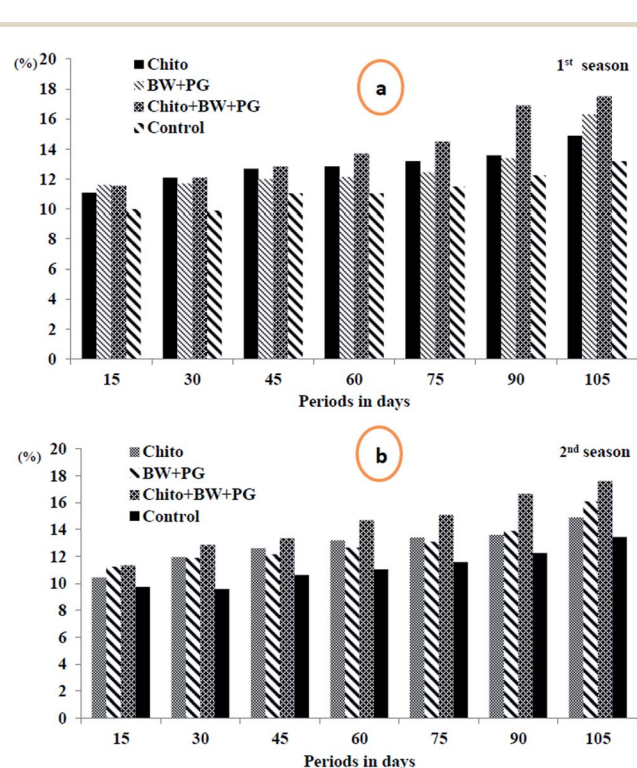 (%) 20
18
16
14
12
10
8
6
4
2
0
Chito
BW+PG
Chito+BW+PG
Control
a
1st season
15 30 45 60 75 90 105
Periods in days
(%) 20
18
16
14
12
10
8
6
4
2
0
Chito
BW+PG
Chito+BW+PG
Control
b
2nd season
15 30 45 60 75 90 105
Periods in days